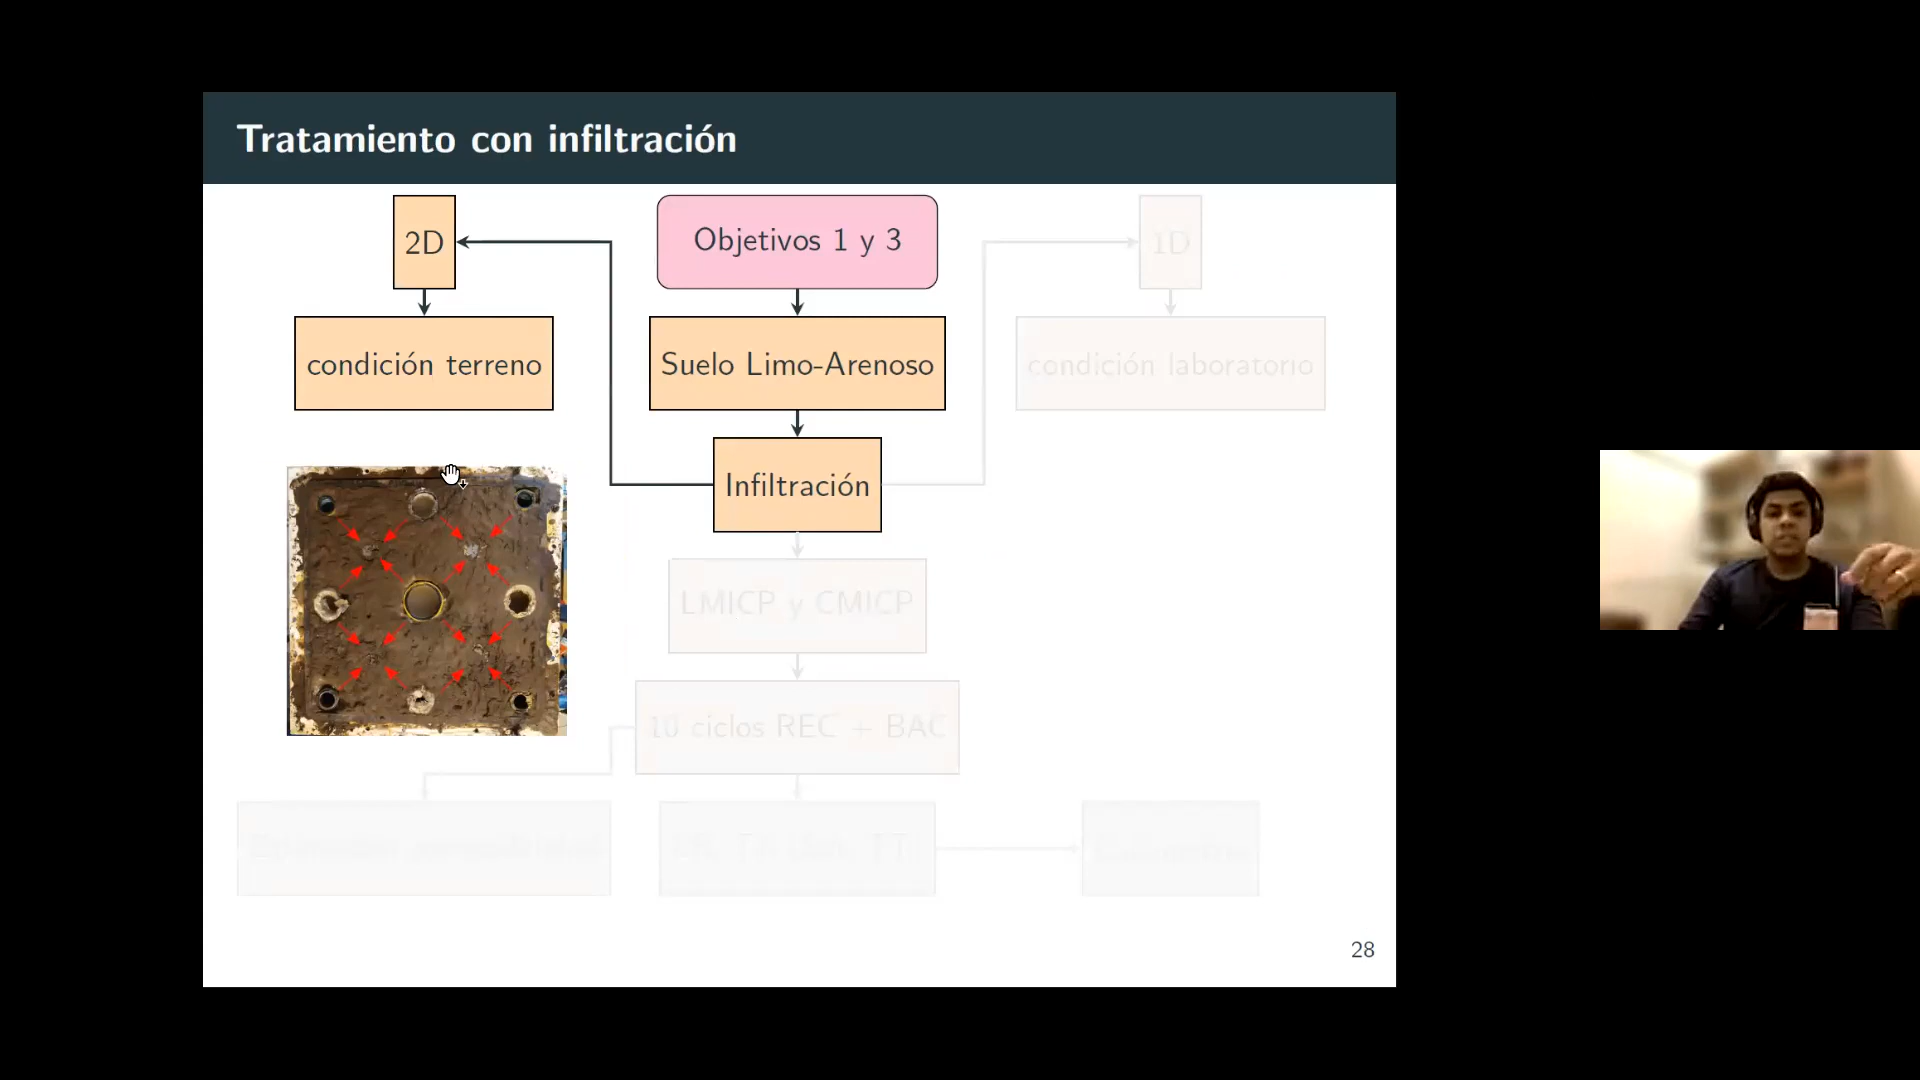 Tratamiento con infiltración
2D
Objetivos 1 y 3
1D
condición terreno
Suelo Limo-Arenoso
condición laboratorio
Infiltración
LMICP y CMICP
10 ciclos REC + BAC
28